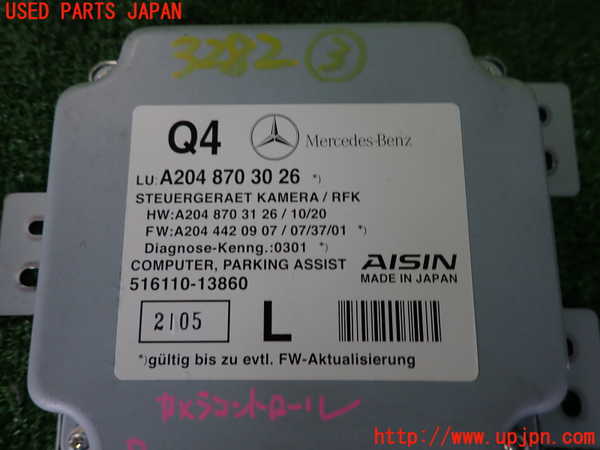 USED PARTS JAPAN
3282 ③
Q4 Mercedes-Benz
LU:A204 870 30 26 *)
STEUERGERAET KAMERA / RFK
HW:A204 870 31 26 / 10/20
FW:A204 442 09 07 / 07/37/01 *)
Diagnose-Kenng.:0301 *)
COMPUTER, PARKING ASSIST
516110-13860
AISIN
MADE IN JAPAN
2105 L
*)gültig bis zu evtl. FW-Aktualisierung
カメラコントロール
http://www.upjpn.com/